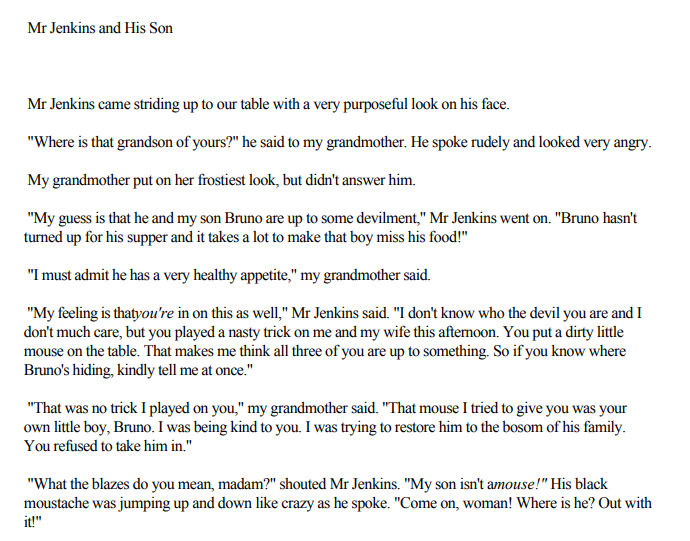 Mr Jenkins and His Son
Mr Jenkins came striding up to our table with a very purposeful look on his face.
"Where is that grandson of yours?" he said to my grandmother. He spoke rudely and looked very angry.
My grandmother put on her frostiest look, but didn't answer him.
"My guess is that he and my son Bruno are up to some devilment," Mr Jenkins went on. "Bruno hasn't
turned up for his supper and it takes a lot to make that boy miss his food!"
"I must admit he has a very healthy appetite," my grandmother said.
"My feeling is thatyou're in on this as well," Mr Jenkins said. "I don't know who the devil you are and I
don't much care, but you played a nasty trick on me and my wife this afternoon. You put a dirty little
mouse on the table. That makes me think all three of you are up to something. So if you know where
Bruno's hiding, kindly tell me at once."
"That was no trick I played on you," my grandmother said. "That mouse I tried to give you was your
own little boy, Bruno. I was being kind to you. I was trying to restore him to the bosom of his family.
You refused to take him in."
"What the blazes do you mean, madam?" shouted Mr Jenkins. "My son isn't amouse!" His black
moustache was jumping up and down like crazy as he spoke. "Come on, woman! Where is he? Out with
it!"